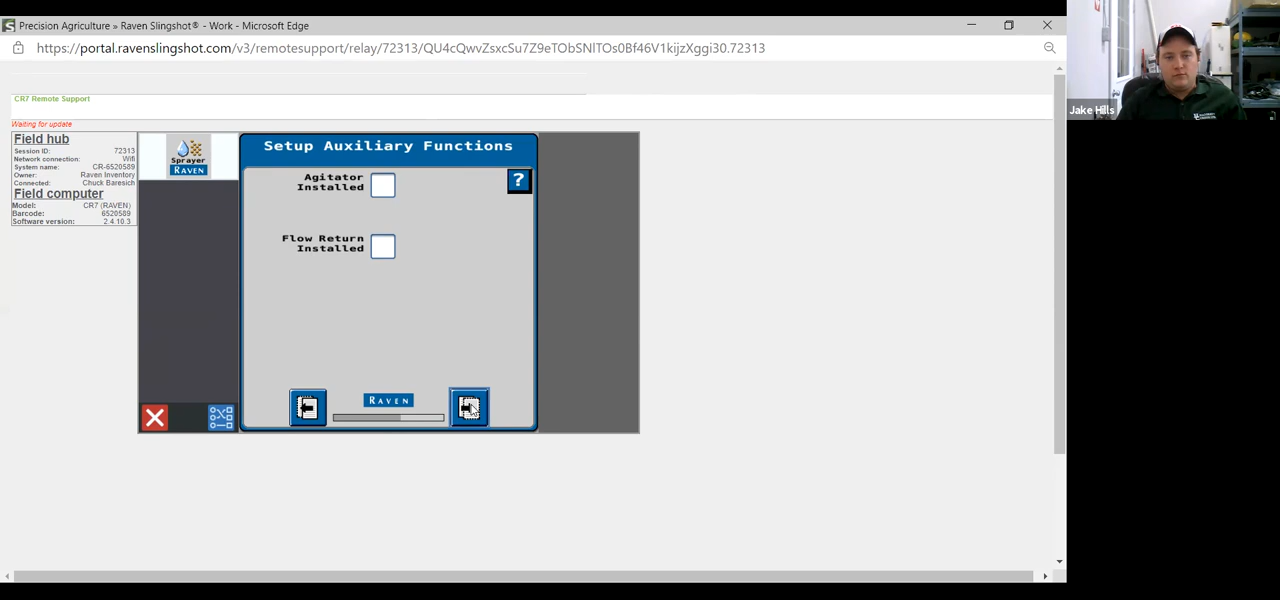 Precision Agriculture » Raven Slingshot® - Work - Microsoft Edge
https://portal.ravenslingshot.com/v3/remotesupport/relay/72313/QU4cQwvZsxcSu7Z9eTObSNlTOs0Bf46V1kijzXggi30.72313
Jake Hills
CR7 Remote Support
Waiting for update
Field hub
Session ID: 72313
Network connection: Wifi
System name: CR-6520589
Owner: Raven Inventory
Connected: Chuck Baresich
Field computer
Model: CR7 (RAVEN)
Barcode: 6520589
Software version: 2.4.10.3
Sprayer
RAVEN
Setup Auxiliary Functions
Agitator
Installed
?
Flow Return
Installed
RAVEN